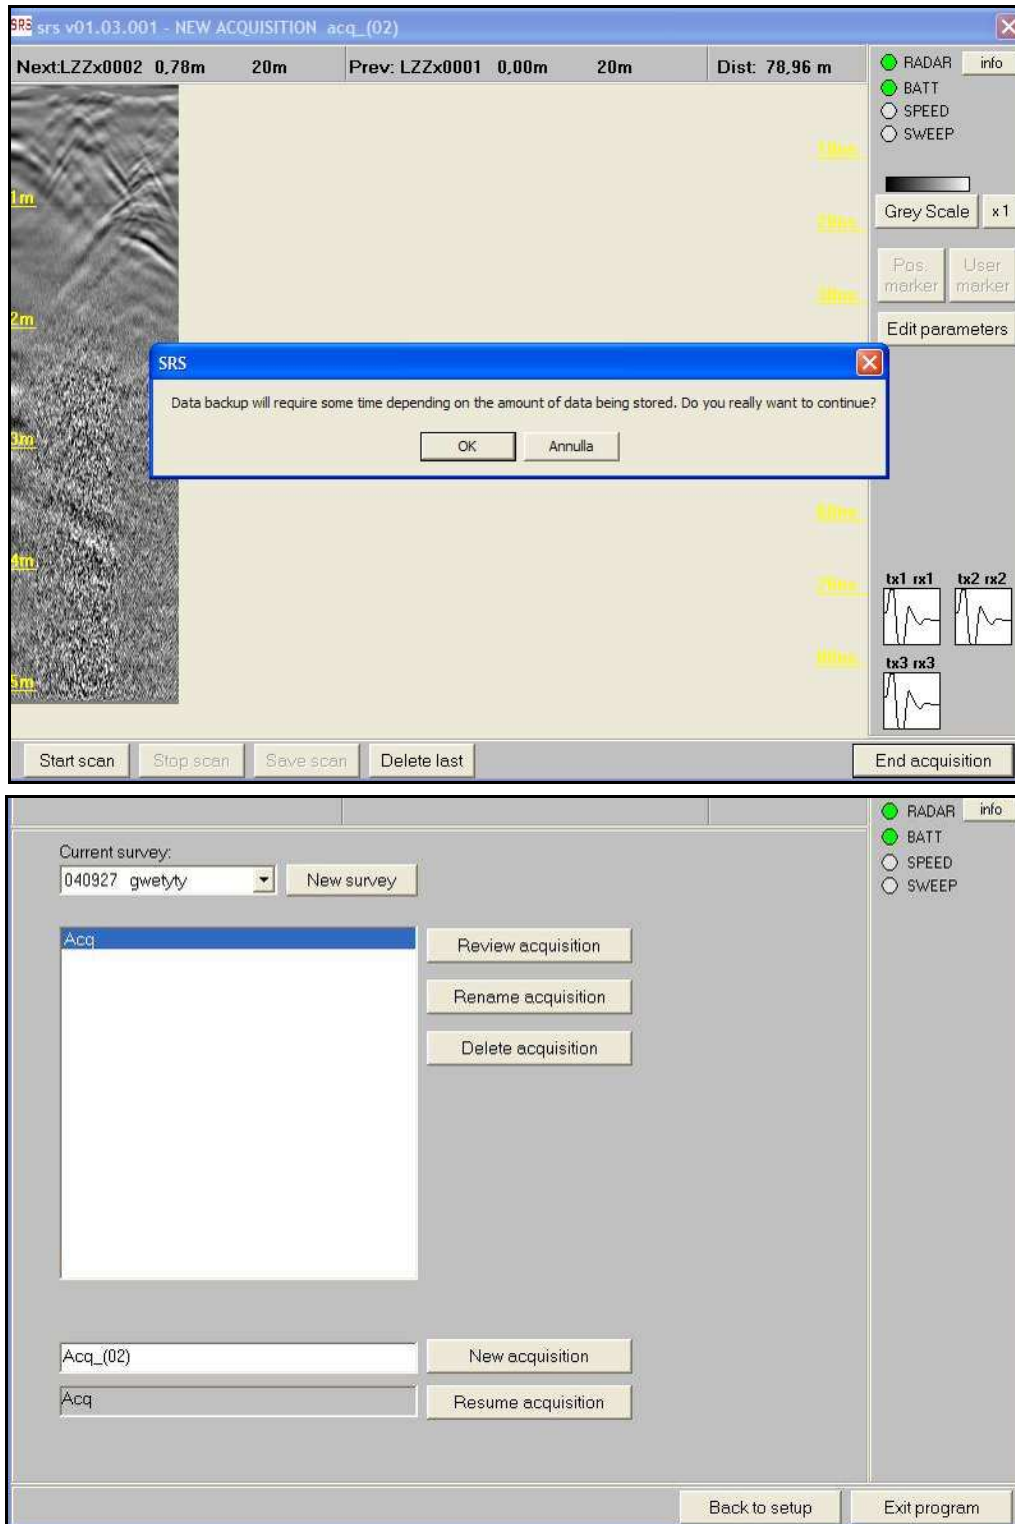 SRS srs v01.03.001 - NEW ACQUISITION acq_(02)
Next:LZZx0002 0,78m 20m Prev: LZZx0001 0,00m 20m Dist: 78,96 m
RADAR info
BATT
SPEED
SWEEP
1m
Grey Scale x1
Pos. marker User marker
2m
Edit parameters
SRS
Data backup will require some time depending on the amount of data being stored. Do you really want to continue?
OK Annulla
3m
4m
tx1 rx1 tx2 rx2
tx3 rx3
5m
Start scan Stop scan Save scan Delete last End acquisition
RADAR info
BATT
SPEED
SWEEP
Current survey:
040927 gwetyty New survey
Acq
Review acquisition
Rename acquisition
Delete acquisition
Acq_(02) New acquisition
Acq Resume acquisition
Back to setup Exit program